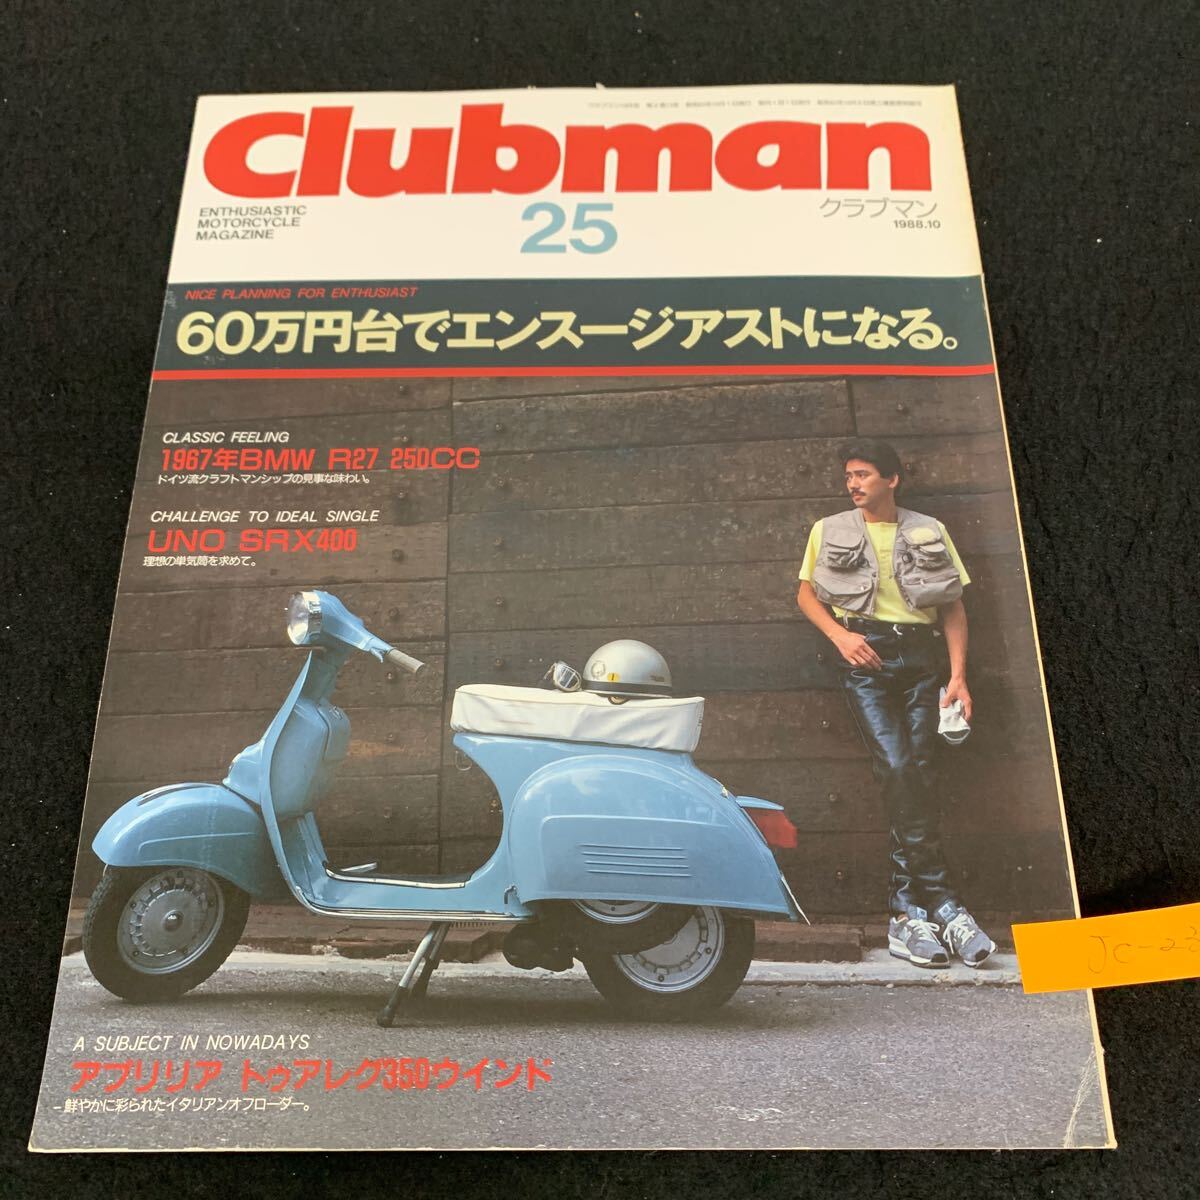 Clubman
ENTHUSIASTIC
MOTORCYCLE
MAGAZINE
25
クラブマン
1988.10
NICE PLANNING FOR ENTHUSIAST
60万円台でエンスージアストになる。
CLASSIC FEELING
1967年BMW R27 250CC
ドイツ流クラフトマンシップの見事な味わい。
CHALLENGE TO IDEAL SINGLE
UNO SRX400
理想の単気筒を求めて。
A SUBJECT IN NOWADAYS
アプリリア トゥアレグ350ウインド
鮮やかに彩られたイタリアンオフローダー。